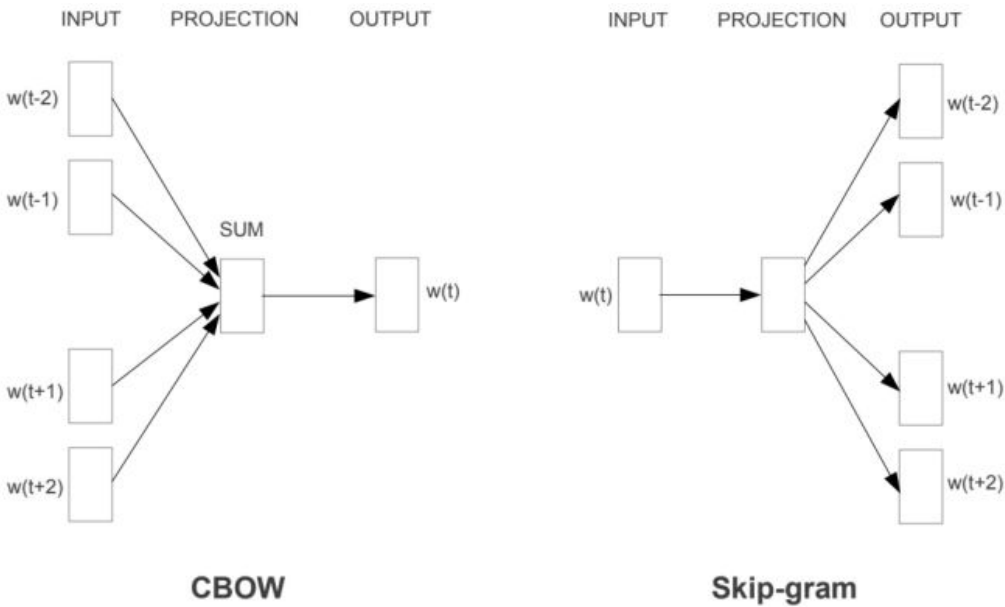 INPUT PROJECTION OUTPUT
w(t-2)
w(t-1)
SUM
w(t)
w(t+1)
w(t+2)
CBOW
INPUT PROJECTION OUTPUT
w(t-2)
w(t-1)
w(t)
w(t+1)
w(t+2)
Skip-gram